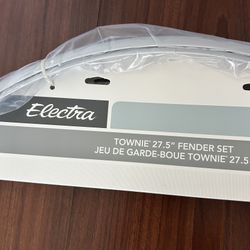 Electra
TOWNIE 27.5" FENDER SET
JEU DE GARDE-BOUE TOWNIE 27.5